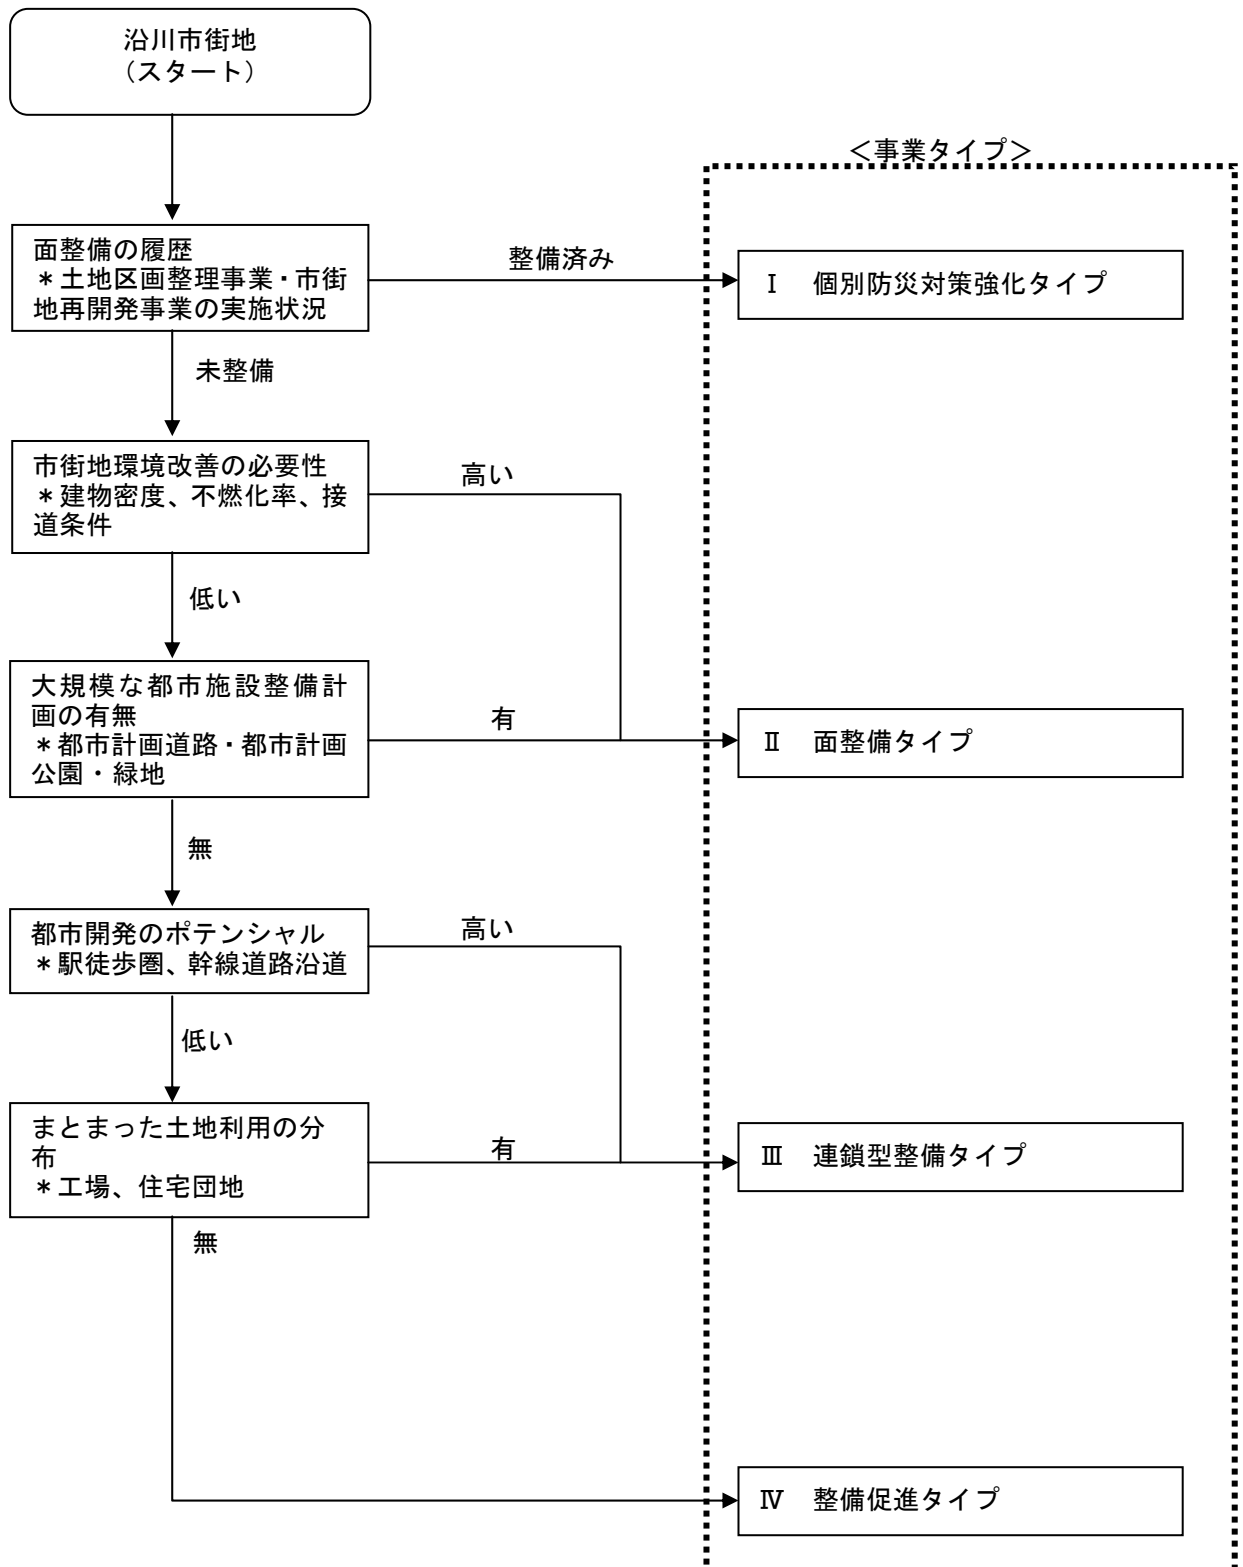 沿川市街地
（スタート）
＜事業タイプ＞
面整備の履歴
＊土地区画整理事業・市街
地再開発事業の実施状況
整備済み
Ⅰ　個別防災対策強化タイプ
未整備
市街地環境改善の必要性
＊建物密度、不燃化率、接
道条件
高い
低い
大規模な都市施設整備計
画の有無
＊都市計画道路・都市計画
公園・緑地
有
Ⅱ　面整備タイプ
無
都市開発のポテンシャル
＊駅徒歩圏、幹線道路沿道
高い
低い
まとまった土地利用の分
布
＊工場、住宅団地
有
Ⅲ　連鎖型整備タイプ
無
Ⅳ　整備促進タイプ